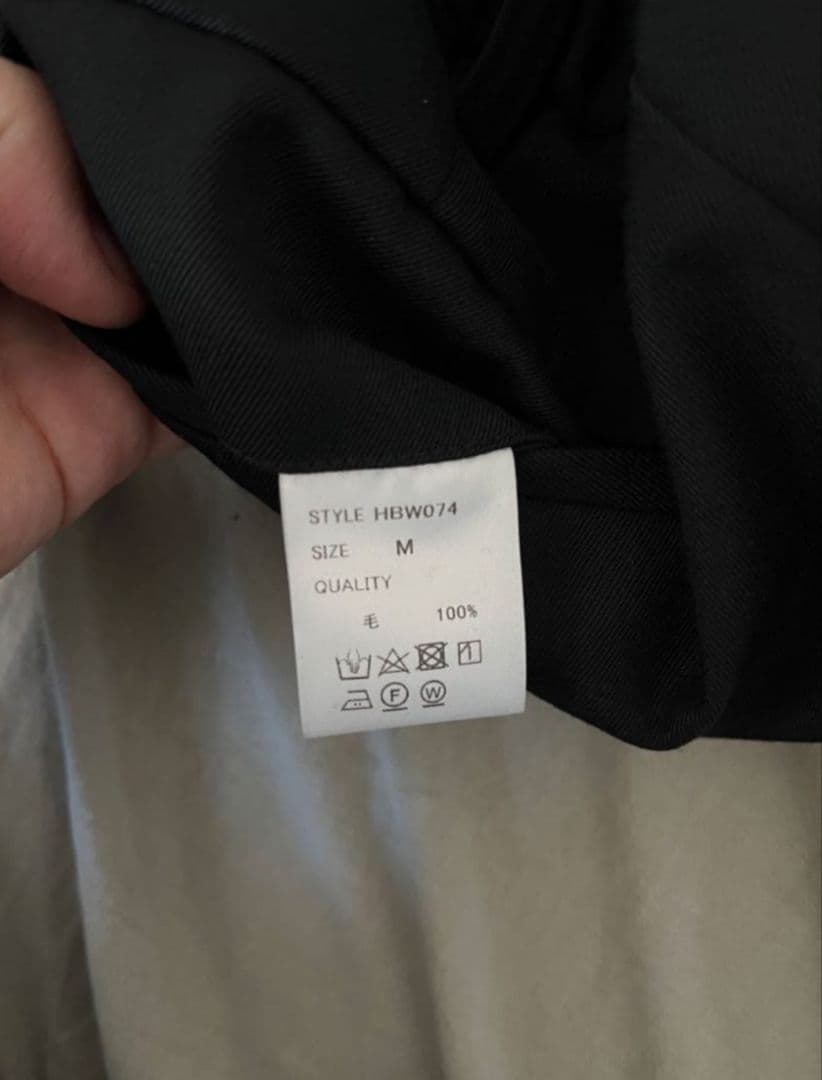 STYLE HBW074
SIZE M
QUALITY
毛 100%
F W